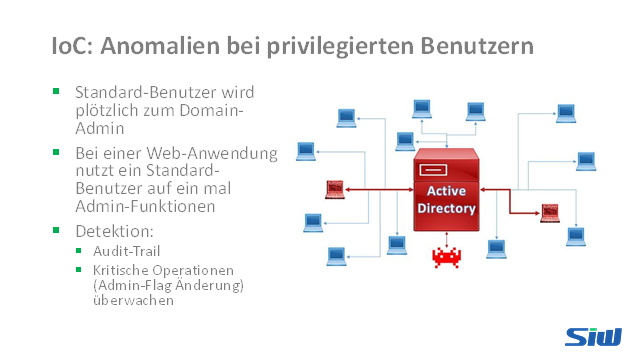 IoC: Anomalien bei privilegierten Benutzern
Standard-Benutzer wird
plötzlich zum Domain-
Admin
Bei einer Web-Anwendung
nutzt ein Standard-
Benutzer auf ein mal
Admin-Funktionen
Detektion:
Audit-Trail
Kritische Operationen
(Admin-Flag Änderung)
überwachen
Active
Directory
SiW